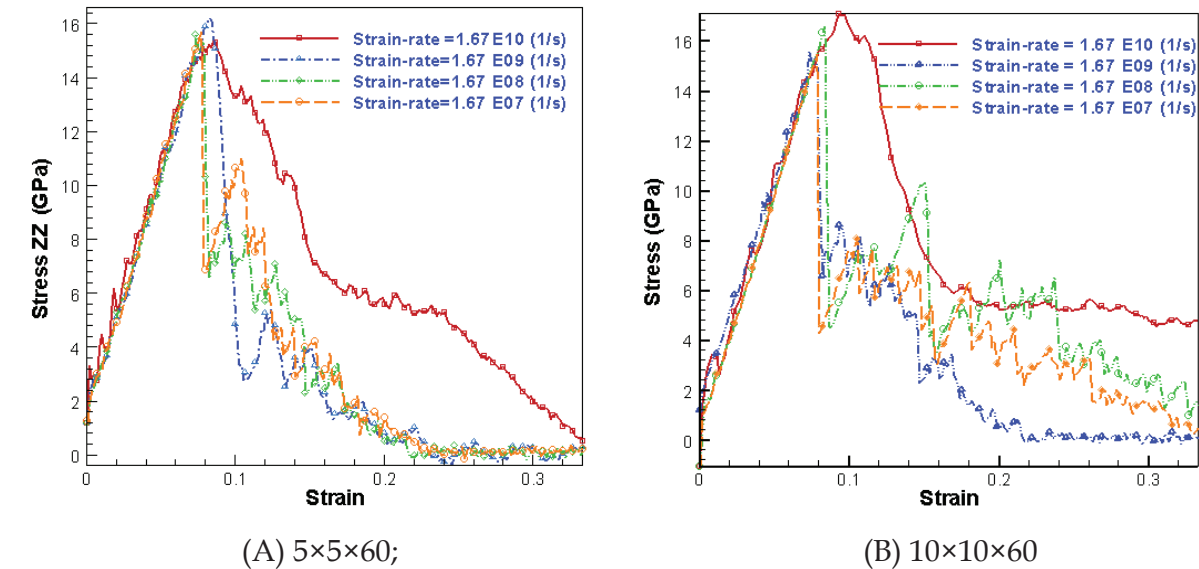 16
14
12
10
8
6
4
2
0
Stress ZZ (GPa)
Strain-rate =1.67 E10 (1/s)
Strain-rate=1.67 E09 (1/s)
Strain-rate=1.67 E08 (1/s)
Strain-rate=1.67 E07 (1/s)
0
0.1
0.2
0.3
Strain
(A) 5×5×60;
16
14
12
10
8
6
4
2
0
Stress (GPa)
Strain-rate = 1.67 E10 (1/s)
Strain-rate = 1.67 E09 (1/s)
Strain-rate = 1.67 E08 (1/s)
Strain-rate = 1.67 E07 (1/s)
0
0.1
0.2
0.3
Strain
(B) 10×10×60